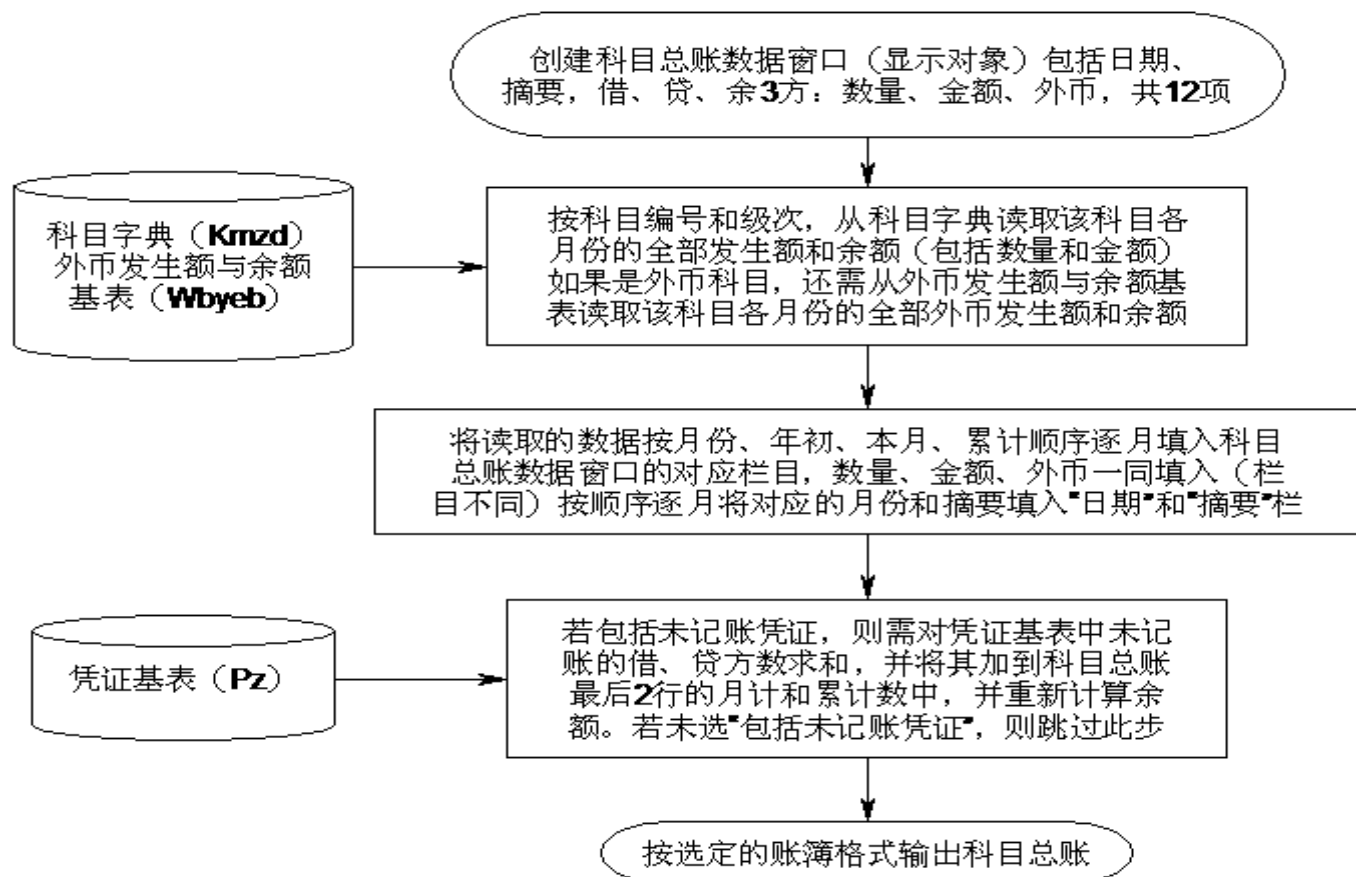 创建科目总账数据窗口（显示对象）包括日期、
摘要，借、贷、余3方：数量、金额、外币，共12项
科目字典（Kmzd）
外币发生额与余额
基表（Wbyeb）
按科目编号和级次，从科目字典读取该科目各
月份的全部发生额和余额（包括数量和金额）
如果是外币科目，还需从外币发生额与余额基
表读取该科目各月份的全部外币发生额和余额
将读取的数据按月份、年初、本月、累计顺序逐月填入科目
总账数据窗口的对应栏目，数量、金额、外币一同填入（栏
目不同）按顺序逐月将对应的月份和摘要填入"日期"和"摘要"栏
凭证基表（Pz）
若包括未记账凭证，则需对凭证基表中未记
账的借、贷方数求和，并将其加到科目总账
最后2行的月计和累计数中，并重新计算余
额。若未选"包括未记账凭证"，则跳过此步
按选定的账簿格式输出科目总账